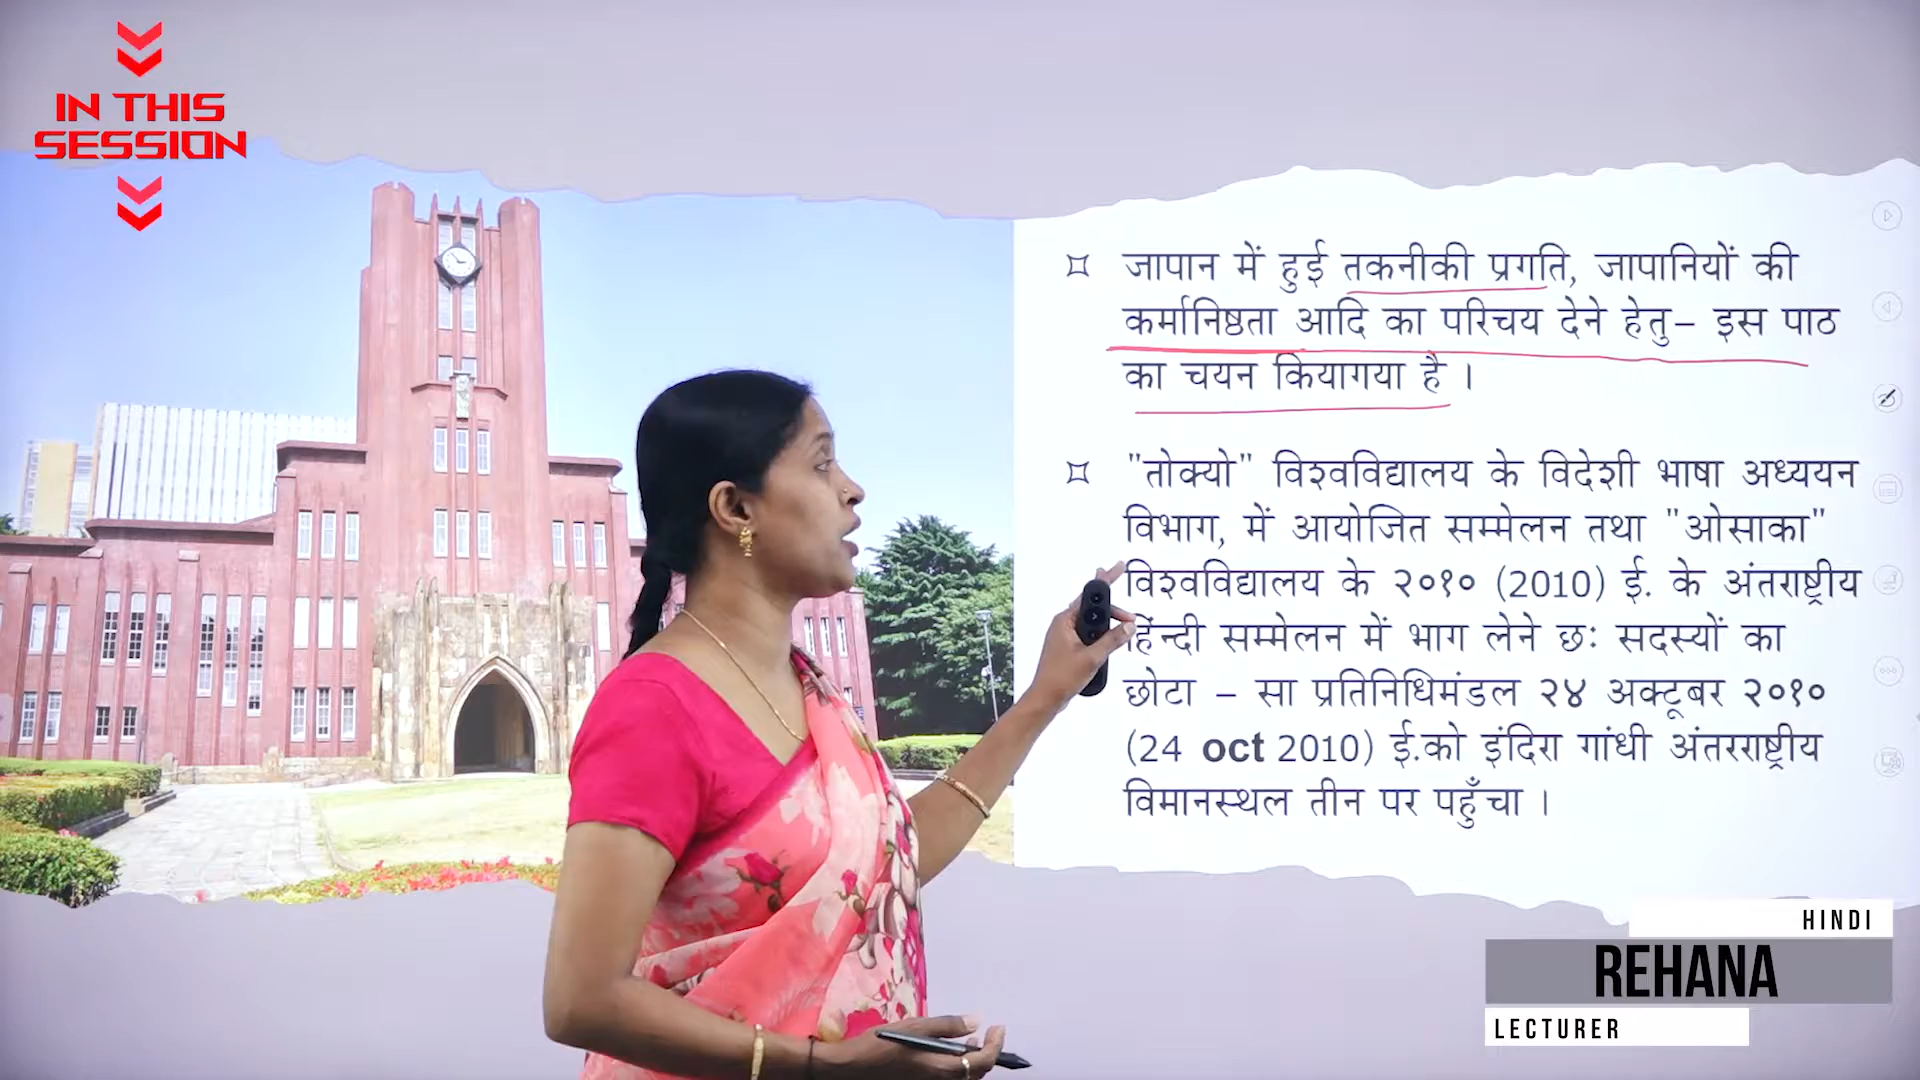 IN THIS
SESSION
जापान में हुई तकनीकी प्रगति, जापानियों की
कर्मानिष्ठता आदि का परिचय देने हेतु– इस पाठ
का चयन कियागया है ।
"तोक्यो" विश्वविद्यालय के विदेशी भाषा अध्ययन
विभाग, में आयोजित सम्मेलन तथा "ओसाका"
विश्वविद्यालय के २०१० (2010) ई. के अंतराष्ट्रीय
हिन्दी सम्मेलन में भाग लेने छः सदस्यों का
छोटा – सा प्रतिनिधिमंडल २४ अक्टूबर २०१०
(24 oct 2010) ई.को इंदिरा गांधी अंतरराष्ट्रीय
विमानस्थल तीन पर पहुँचा ।
HINDI
REHANA
LECTURER